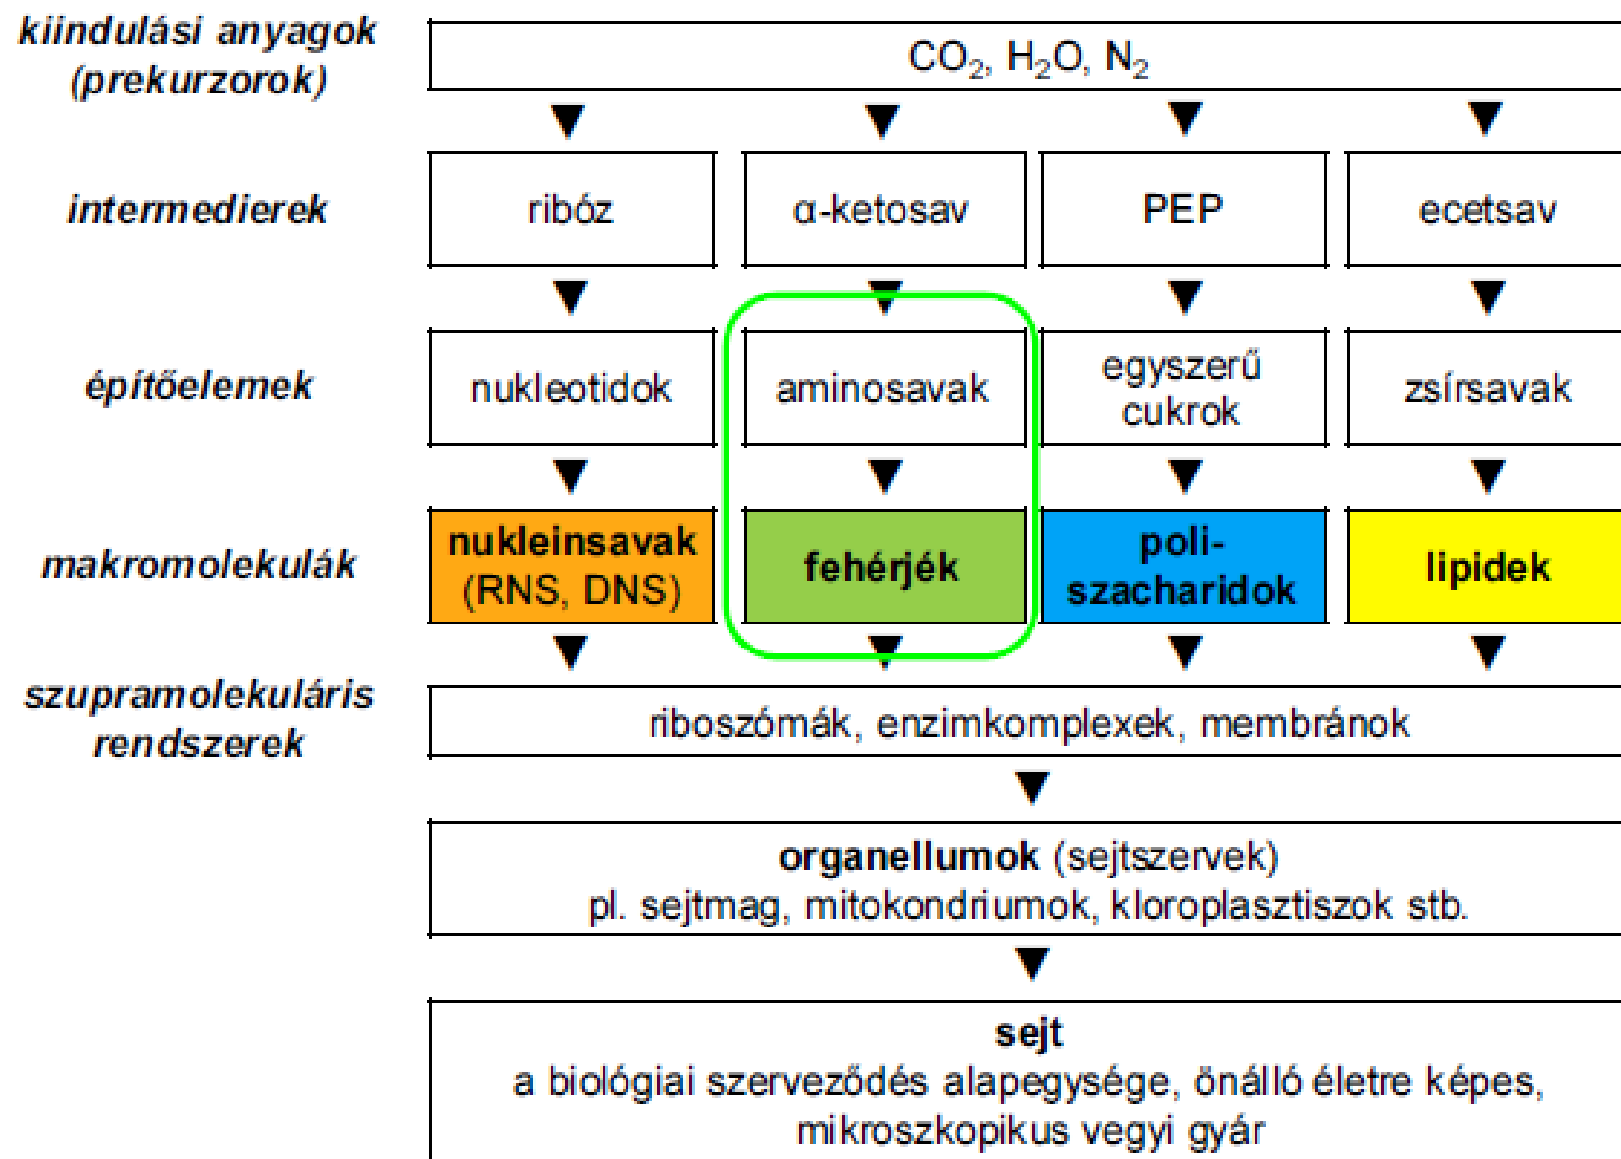 kiindulási anyagok
(prekurzorok)
CO₂, H₂O, N₂
intermedierek
ribóz
α-ketosav
PEP
ecetsav
építőelemek
nukleotidok
aminosavak
egyszerű
cukrok
zsírsavak
makromolekulák
nukleinsavak
(RNS, DNS)
fehérjék
poli-
szacharidok
lipidek
szupramolekuláris
rendszerek
riboszómák, enzimkomplexek, membránok
organellumok (sejtszervek)
pl. sejtmag, mitokondriumok, kloroplasztiszok stb.
sejt
a biológiai szerveződés alapegysége, önálló életre képes,
mikroszkopikus vegyi gyár